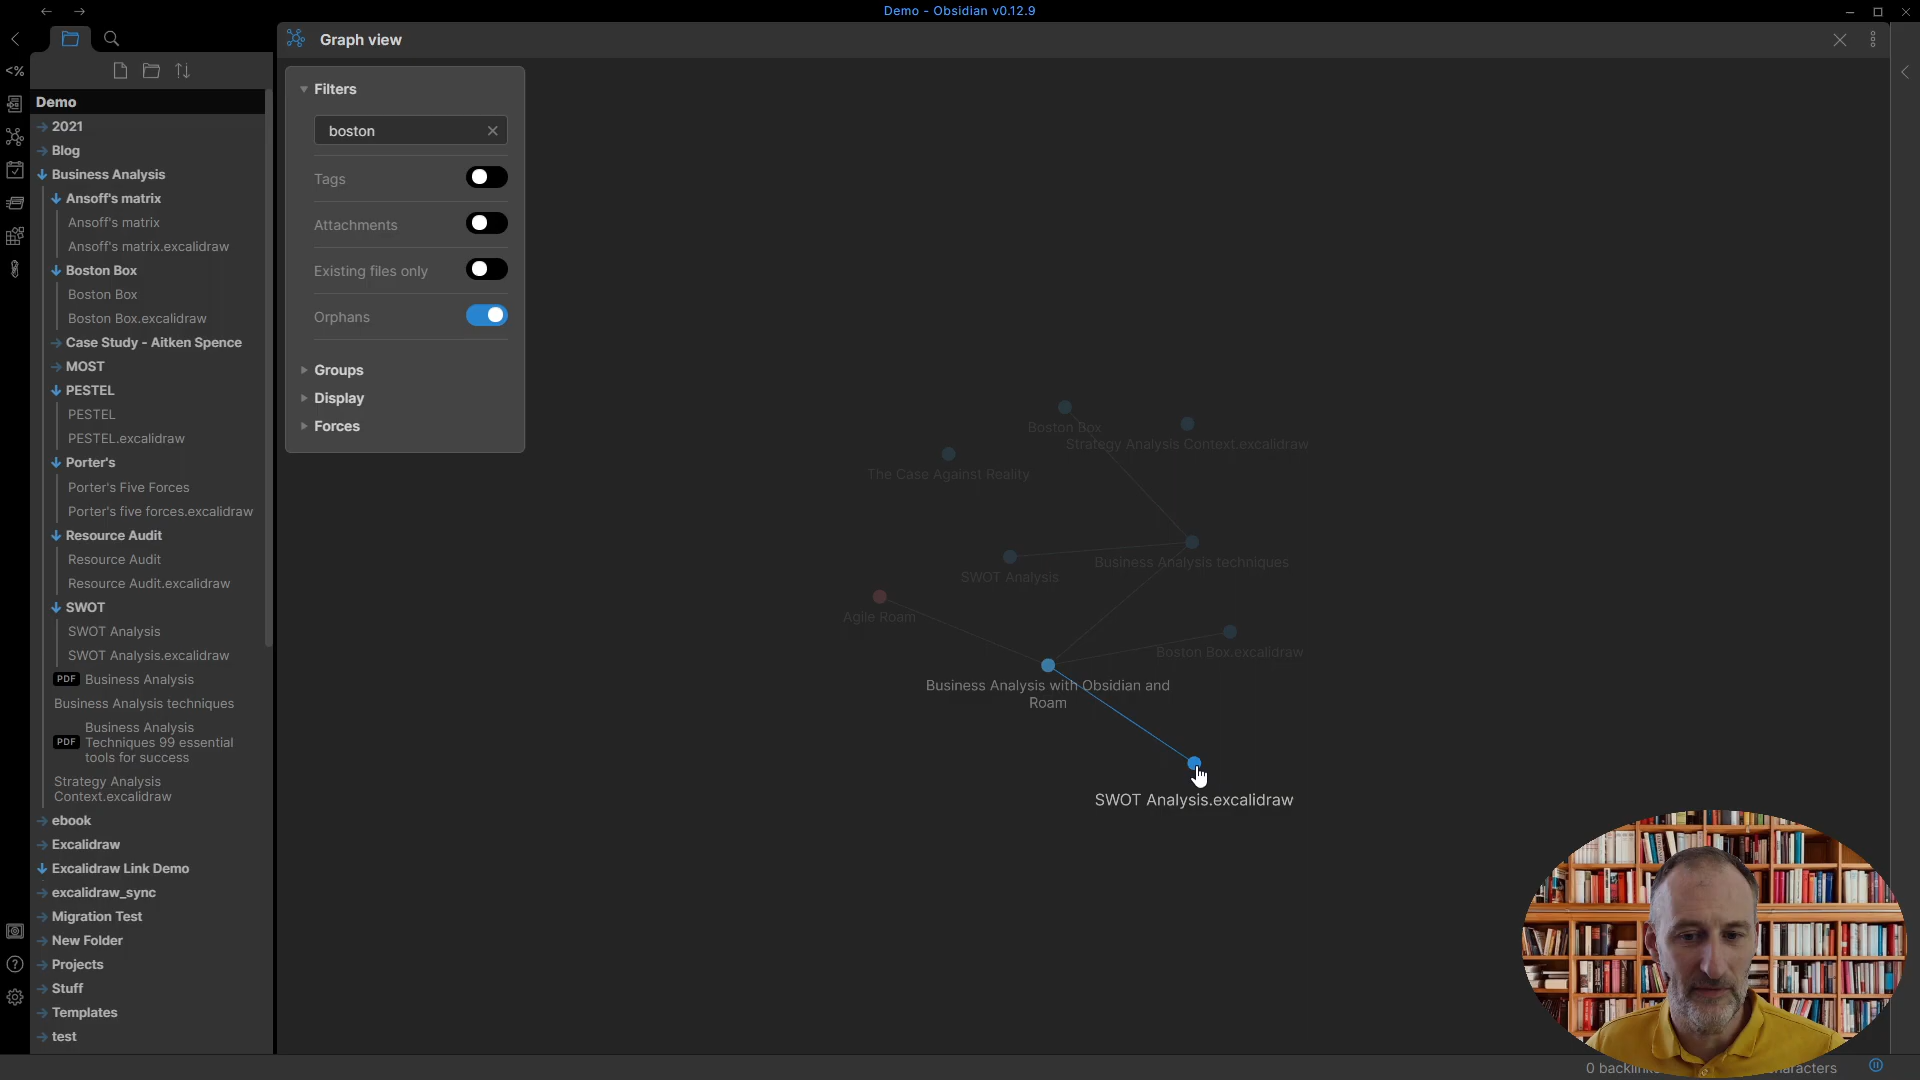 Demo - Obsidian v0.12.9
Graph view
Filters
boston
Tags
Attachments
Existing files only
Orphans
Groups
Display
Forces
Demo
2021
Blog
Business Analysis
Ansoff's matrix
Ansoff's matrix
Ansoff's matrix.excalidraw
Boston Box
Boston Box
Boston Box.excalidraw
Case Study - Aitken Spence
MOST
PESTEL
PESTEL
PESTEL.excalidraw
Porter's
Porter's Five Forces
Porter's five forces.excalidraw
Resource Audit
Resource Audit
Resource Audit.excalidraw
SWOT
SWOT Analysis
SWOT Analysis.excalidraw
PDF Business Analysis
Business Analysis techniques
Business Analysis
PDF Techniques 99 essential
tools for success
Strategy Analysis
Context.excalidraw
ebook
Excalidraw
Excalidraw Link Demo
excalidraw_sync
Migration Test
New Folder
Projects
Stuff
Templates
test
Boston Box
Strategy Analysis Context.excalidraw
The Case Against Reality
Business Analysis techniques
SWOT Analysis
Agile Roam
Boston Box.excalidraw
Business Analysis with Obsidian and
Roam
SWOT Analysis.excalidraw
0